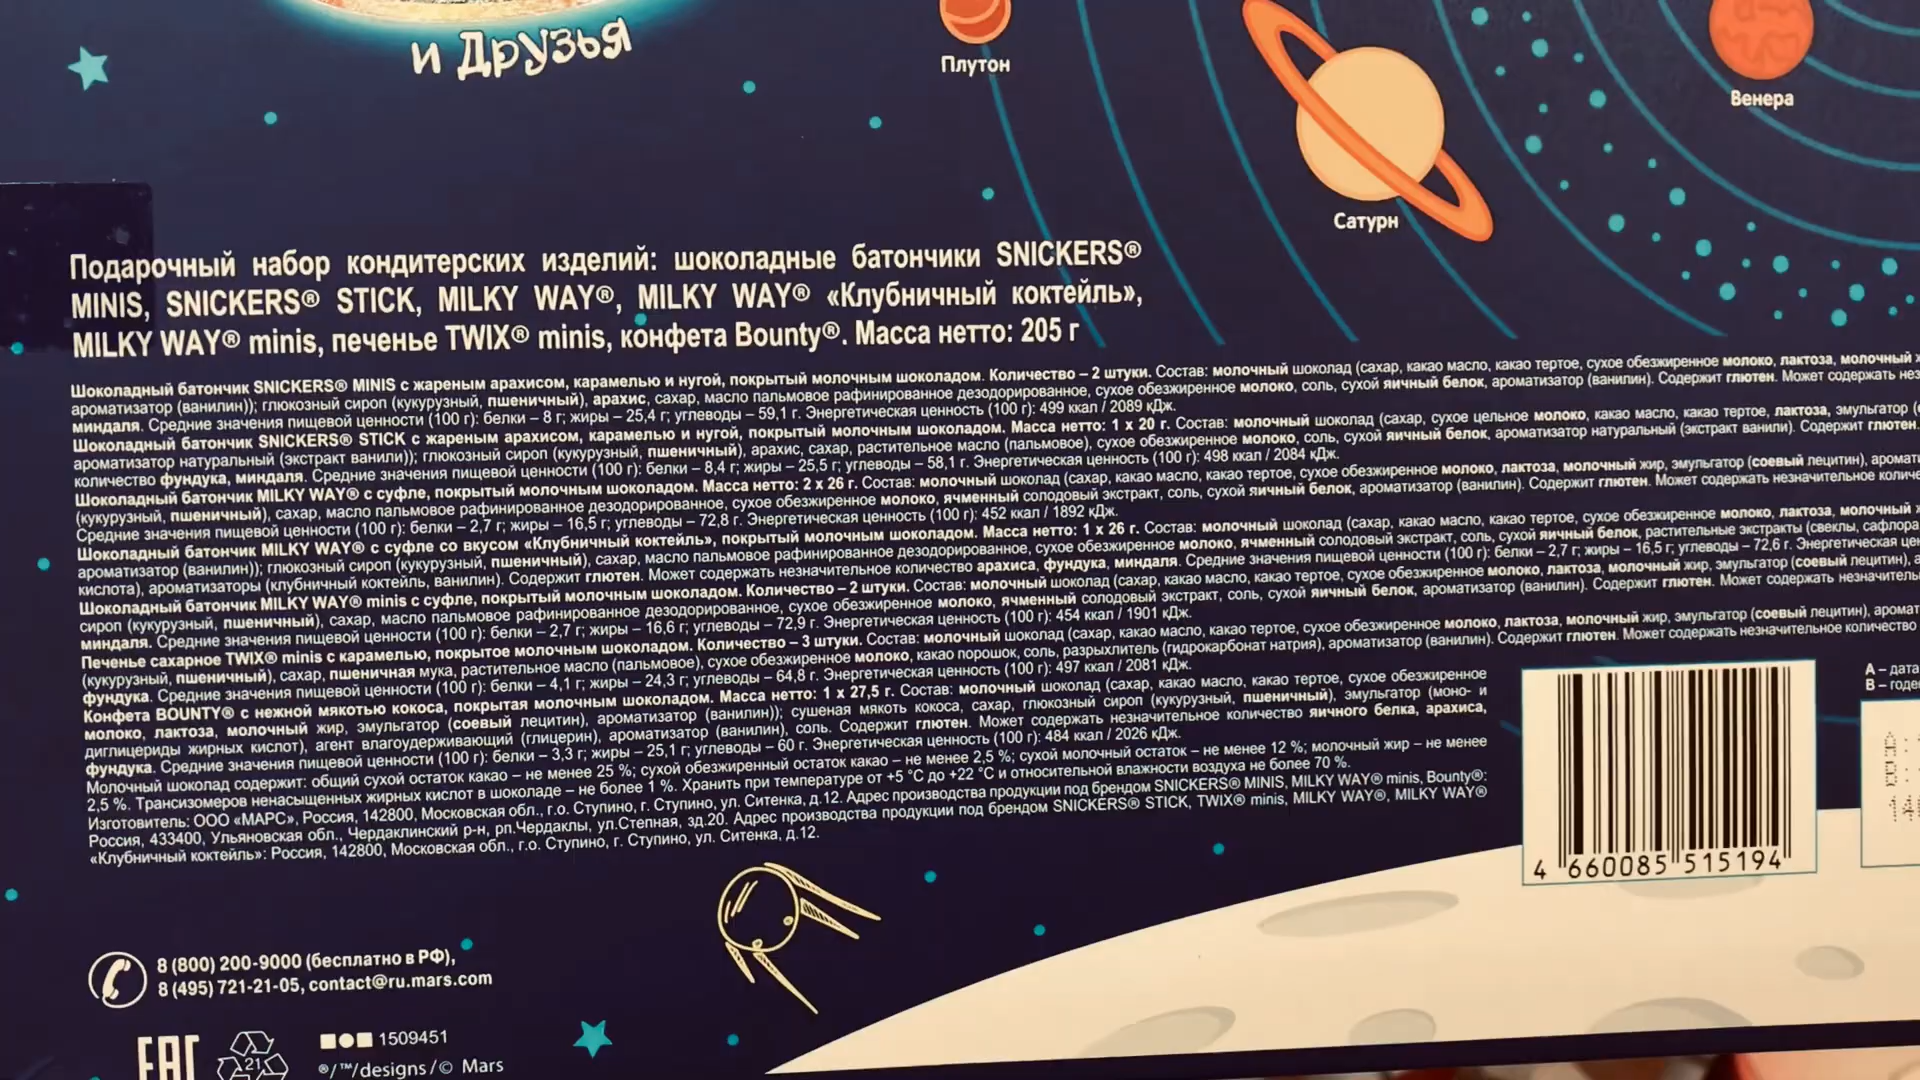 и Друзья
Плутон
Венера
Сатурн
Подарочный набор кондитерских изделий: шоколадные батончики SNICKERS®
MINIS, SNICKERS® STICK, MILKY WAY®, MILKY WAY® «Клубничный коктейль»,
MILKY WAY® minis, печенье TWIX® minis, конфета Bounty®. Масса нетто: 205 г
Шоколадный батончик SNICKERS® MINIS с жареным арахисом, карамелью и нугой, покрытый молочным шоколадом. Количество – 2 штуки. Состав: молочный шоколад (сахар, какао масло, какао тертое, сухое обезжиренное молоко, лактоза, молочный
ароматизатор (ванилин)); глюкозный сироп (кукурузный, пшеничный), арахис, сахар, масло пальмовое рафинированное дезодорированное, сухое обезжиренное молоко, соль, сухой яичный белок, ароматизатор (ванилин). Содержит глютен. Может содержать
миндаля. Средние значения пищевой ценности (100 г): белки – 8 г; жиры – 25,4 г; углеводы – 59,1 г. Энергетическая ценность (100 г): 499 ккал / 2089 кДж.
Шоколадный батончик SNICKERS® STICK с жареным арахисом, карамелью и нугой, покрытый молочным шоколадом. Масса нетто: 1 x 20 г. Состав: молочный шоколад (сахар, сухое цельное молоко, какао масло, какао тертое, лактоза, эмульгатор
ароматизатор натуральный (экстракт ванили)); глюкозный сироп (кукурузный, пшеничный), арахис, сахар, растительное масло (пальмовое), сухое обезжиренное молоко, соль, сухой яичный белок, ароматизатор натуральный (экстракт ванили). Содержит глютен.
количество фундука, миндаля. Средние значения пищевой ценности (100 г): белки – 8,4 г; жиры – 25,5 г; углеводы – 58,1 г. Энергетическая ценность (100 г): 498 ккал / 2084 кДж.
Шоколадный батончик MILKY WAY® с суфле, покрытый молочным шоколадом. Масса нетто: 2 x 26 г. Состав: молочный шоколад (сахар, какао масло, какао тертое, сухое обезжиренное молоко, лактоза, молочный жир, эмульгатор (соевый лецитин),
(кукурузный, пшеничный), сахар, масло пальмовое рафинированное дезодорированное, сухое обезжиренное молоко, ячменный солодовый экстракт, соль, сухой яичный белок, ароматизатор (ванилин). Содержит глютен. Может содержать незначительное
Средние значения пищевой ценности (100 г): белки – 2,7 г; жиры – 16,5 г; углеводы – 72,8 г. Энергетическая ценность (100 г): 452 ккал / 1892 кДж.
Шоколадный батончик MILKY WAY® с суфле со вкусом «Клубничный коктейль», покрытый молочным шоколадом. Масса нетто: 1 x 26 г. Состав: молочный шоколад (сахар, какао масло, какао тертое, сухое обезжиренное молоко, лактоза, молочный
ароматизатор (ванилин)); глюкозный сироп (кукурузный, пшеничный), сахар, масло пальмовое рафинированное дезодорированное, сухое обезжиренное молоко, ячменный солодовый экстракт, соль, сухой яичный белок, растительные экстракты (свеклы, сафлора
кислота), ароматизаторы (клубничный коктейль, ванилин). Содержит глютен. Может содержать незначительное количество арахиса, фундука, миндаля. Средние значения пищевой ценности (100 г): белки – 2,7 г; жиры – 16,5 г; углеводы – 72,6 г. Энергетическая
Шоколадный батончик MILKY WAY® minis с суфле, покрытый молочным шоколадом. Количество – 2 штуки. Состав: молочный шоколад (сахар, какао масло, какао тертое, сухое обезжиренное молоко, лактоза, молочный жир, эмульгатор (соевый лецитин),
сироп (кукурузный, пшеничный), сахар, масло пальмовое рафинированное дезодорированное, сухое обезжиренное молоко, ячменный солодовый экстракт, соль, сухой яичный белок, ароматизатор (ванилин). Содержит глютен. Может содержать
миндаля. Средние значения пищевой ценности (100 г): белки – 2,7 г; жиры – 16,6 г; углеводы – 72,9 г. Энергетическая ценность (100 г): 454 ккал / 1901 кДж.
Печенье сахарное TWIX® minis с карамелью, покрытое молочным шоколадом. Количество – 3 штуки. Состав: молочный шоколад (сахар, какао масло, какао тертое, сухое обезжиренное молоко, лактоза, молочный жир, эмульгатор (соевый лецитин),
(кукурузный, пшеничный), сахар, пшеничная мука, растительное масло (пальмовое), сухое обезжиренное молоко, какао порошок, соль, разрыхлитель (гидрокарбонат натрия), ароматизатор (ванилин). Содержит глютен. Может содержать незначительное количество
фундука. Средние значения пищевой ценности (100 г): белки – 4,1 г; жиры – 24,3 г; углеводы – 64,8 г. Энергетическая ценность (100 г): 497 ккал / 2081 кДж.
Конфета BOUNTY® с нежной мякотью кокоса, покрытая молочным шоколадом. Масса нетто: 1 x 27,5 г. Состав: молочный шоколад (сахар, какао масло, какао тертое, сухое обезжиренное
молоко, лактоза, молочный жир, эмульгатор (соевый лецитин), ароматизатор (ванилин)); сушеная мякоть кокоса, сахар, глюкозный сироп (кукурузный, пшеничный), эмульгатор (моно- и
диглицериды жирных кислот), агент влагоудерживающий (глицерин), ароматизатор (ванилин), соль. Содержит глютен. Может содержать незначительное количество яичного белка, арахиса,
фундука. Средние значения пищевой ценности (100 г): белки – 3,3 г; жиры – 25,1 г; углеводы – 60 г. Энергетическая ценность (100 г): 484 ккал / 2026 кДж.
Молочный шоколад содержит: общий сухой остаток какао – не менее 25 %; сухой обезжиренный остаток какао – не менее 2,5 %; сухой молочный остаток – не менее 12 %; молочный жир – не менее
2,5 %. Трансизомеров ненасыщенных жирных кислот в шоколаде – не более 1 %. Хранить при температуре от +5 °C до +22 °C и относительной влажности воздуха не более 70 %.
Изготовитель: ООО «МАРС», Россия, 142800, Московская обл., г.о. Ступино, г. Ступино, ул. Ситенка, д.12. Адрес производства продукции под брендом SNICKERS® MINIS, MILKY WAY® minis, Bounty®:
Россия, 433400, Ульяновская обл., Чердаклинский р-н, рп.Чердаклы, ул.Степная, зд.20. Адрес производства продукции под брендом SNICKERS® STICK, TWIX® minis, MILKY WAY®, MILKY WAY®
«Клубничный коктейль»: Россия, 142800, Московская обл., г.о. Ступино, г. Ступино, ул. Ситенка, д.12.
A – дата
B –
A:
B:
4 660085 515194
8 (800) 200-9000 (бесплатно в РФ),
8 (495) 721-21-05, contact@ru.mars.com
EAC
21
1509451
®/™/designs/© Mars